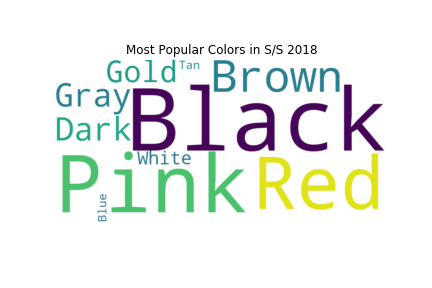 Most Popular Colors in S/S 2018
Gold
Tan
Brown
Gray
Black
Dark
White
Pink
Red
Blue